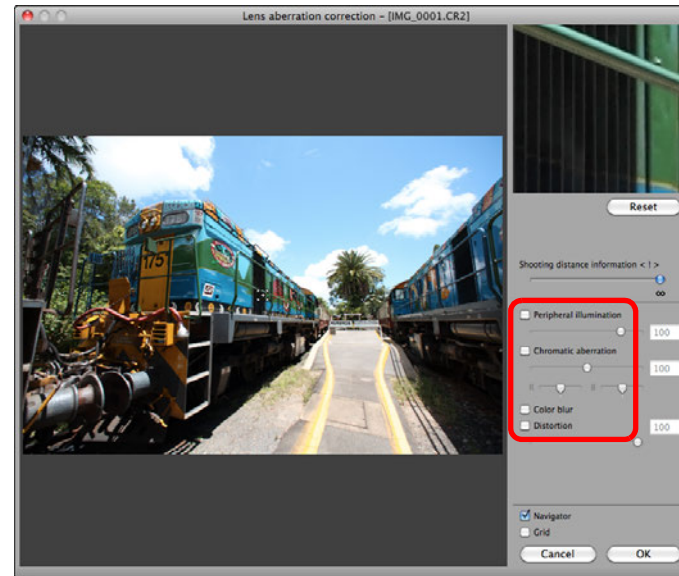 Lens aberration correction – [IMG_0001.CR2]
175
Reset
Shooting distance information < ! >
∞
Peripheral illumination
100
Chromatic aberration
100
Color blur
Distortion
100
Navigator
Grid
Cancel OK